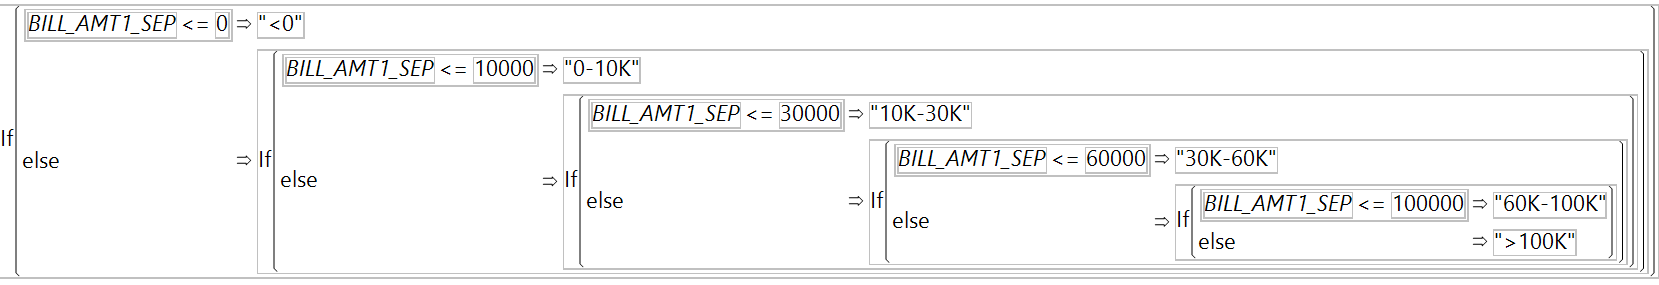 BILL_AMT1_SEP <= 0 ⇒ "<0"
BILL_AMT1_SEP <= 10000 ⇒ "0-10K"
BILL_AMT1_SEP <= 30000 ⇒ "10K-30K"
If
else ⇒ If
BILL_AMT1_SEP <= 60000 ⇒ "30K-60K"
else ⇒ If
else ⇒ If
BILL_AMT1_SEP <= 100000 ⇒ "60K-100K"
else ⇒ If
else ⇒ ">100K"